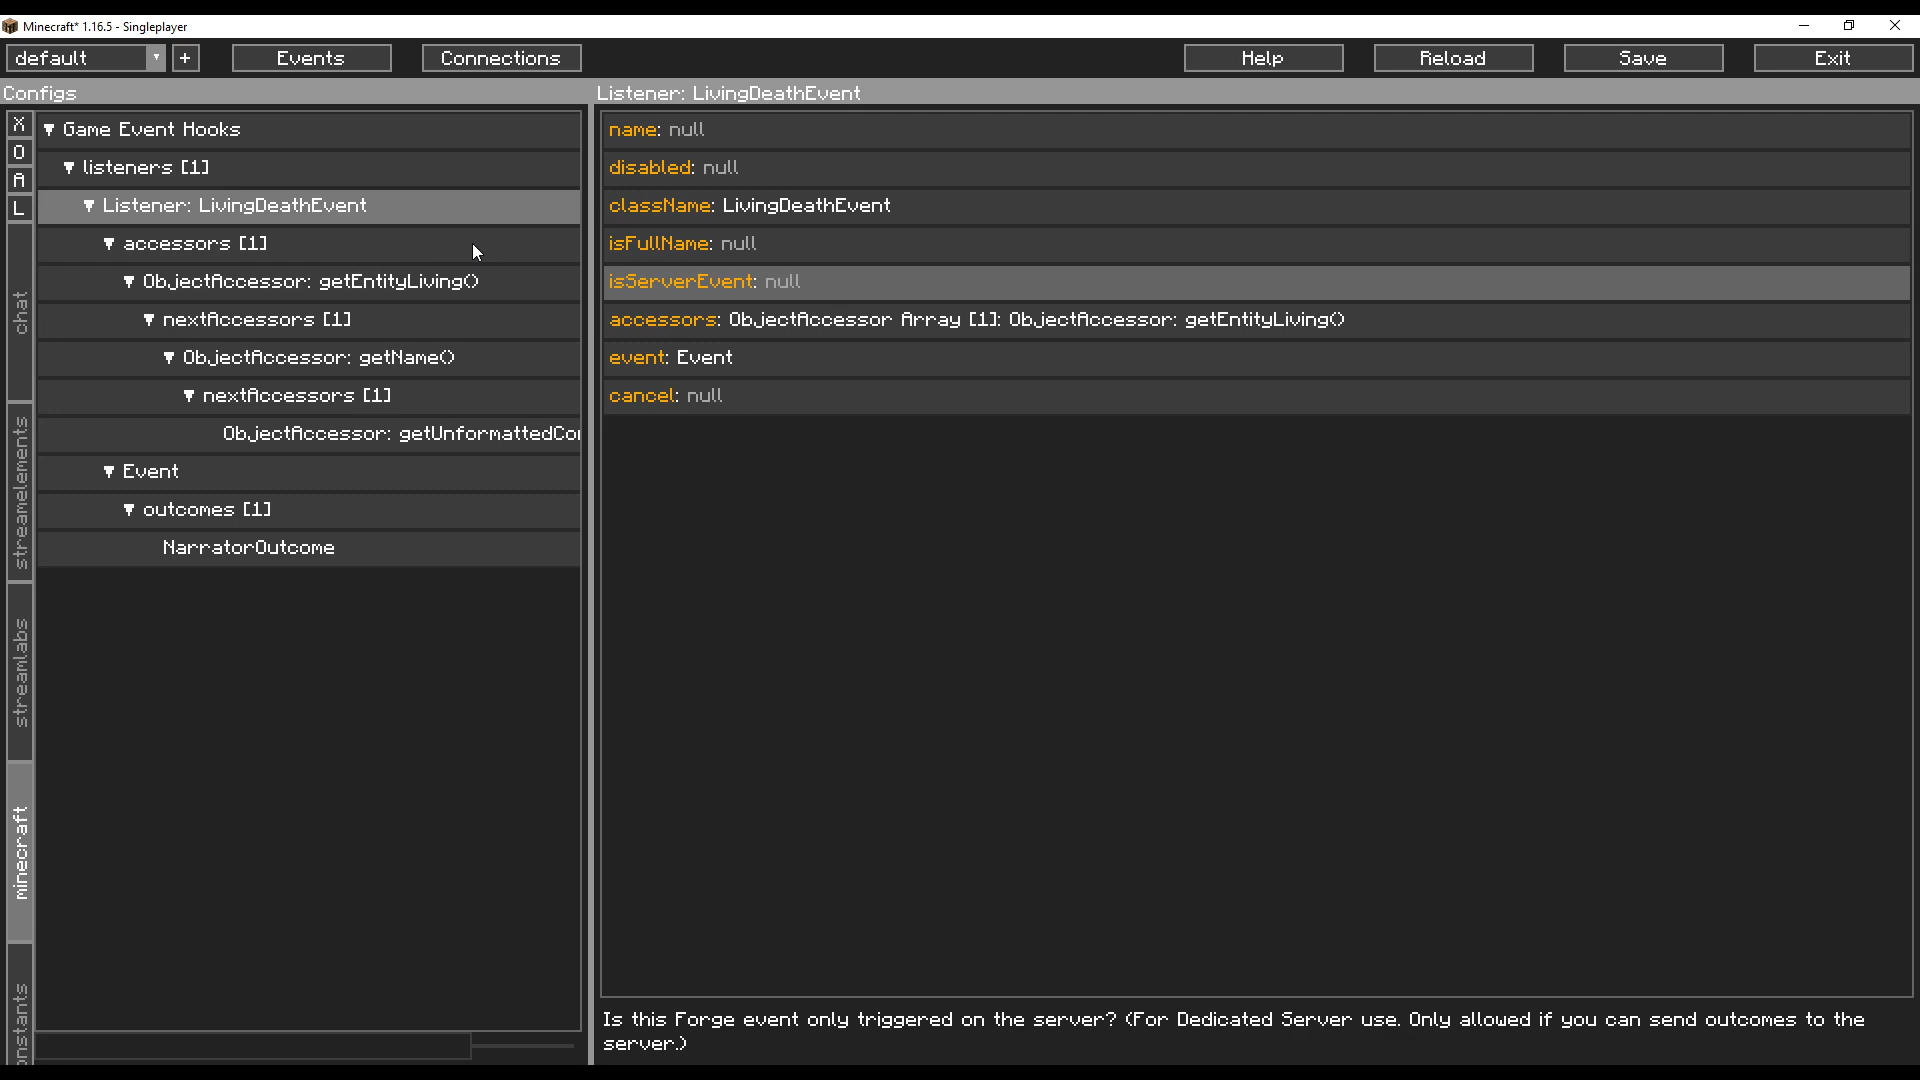 Minecraft* 1.16.5 - Singleplayer
default
+
Events
Connections
Help
Reload
Save
Exit
Configs
X
O
A
L
chat
streamelements
streamlabs
minecraft
Game Event Hooks
listeners [1]
Listener: LivingDeathEvent
accessors [1]
ObjectAccessor: getEntityLiving()
nextAccessors [1]
ObjectAccessor: getName()
nextAccessors [1]
ObjectAccessor: getUnformattedCo
Event
outcomes [1]
NarratorOutcome
Listener: LivingDeathEvent
name: null
disabled: null
className: LivingDeathEvent
isFullName: null
isServerEvent: null
accessors: ObjectAccessor Array [1]: ObjectAccessor: getEntityLiving()
event: Event
cancel: null
Is this Forge event only triggered on the server? (For Dedicated Server use. Only allowed if you can send outcomes to the
server.)